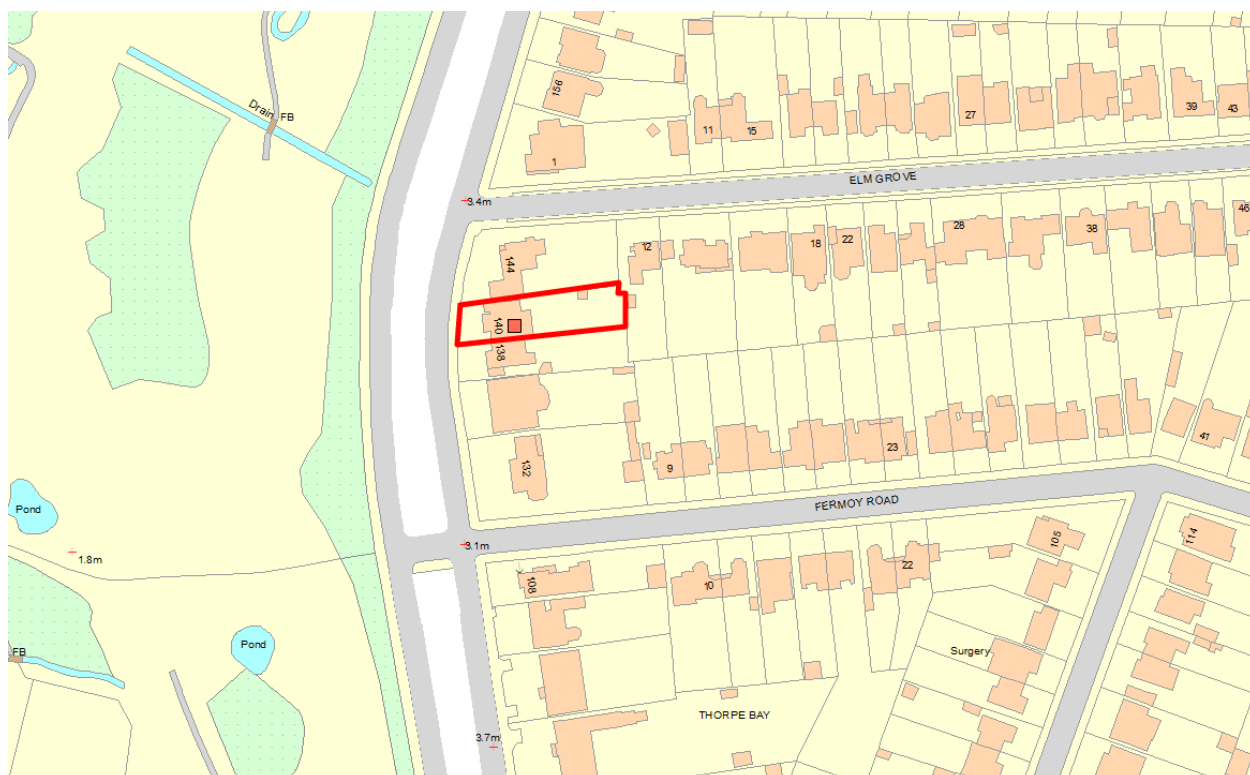 156
Drain
FB
11
15
27
39
43
1
ELM GROVE
3.4m
46
144
12
18
22
28
38
140
138
132
9
23
41
Pond
FERMOY ROAD
3.1m
1.8m
108
10
22
105
114
Pond
FB
Surgery
THORPE BAY
3.7m